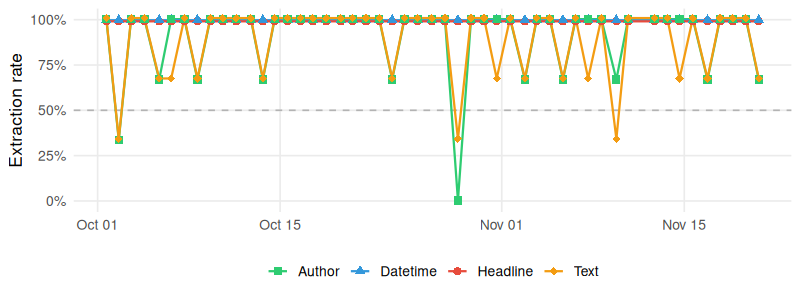 100%
75%
50%
25%
0%
Extraction rate
Oct 01 Oct 15 Nov 01 Nov 15
Author Datetime Headline Text